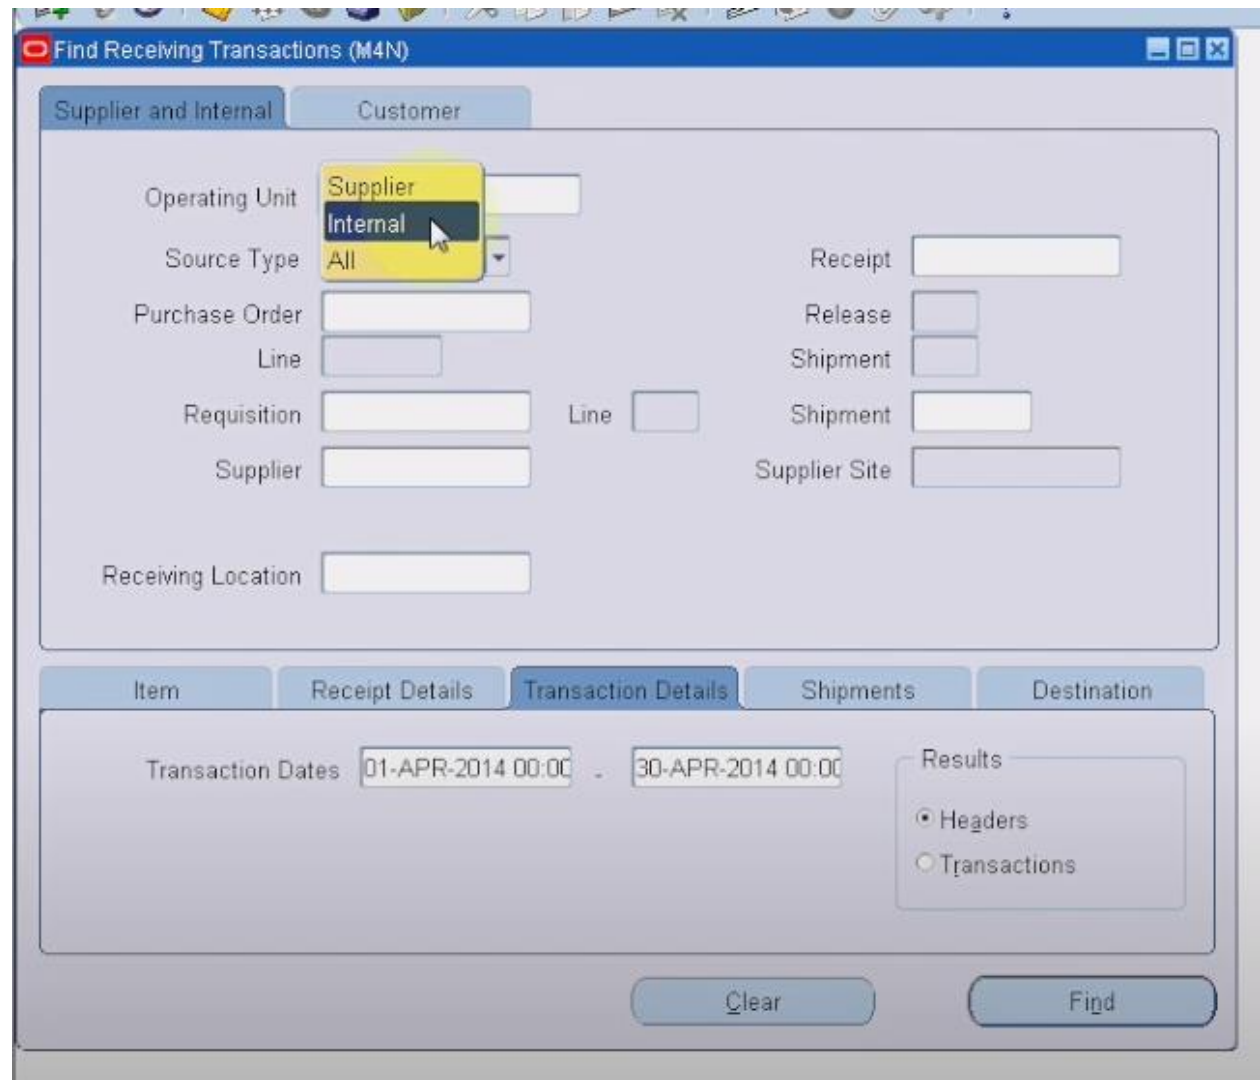 Find Receiving Transactions (M4N)
Supplier and Internal
Customer
Operating Unit
Supplier
Internal
Source Type
All
Receipt
Purchase Order
Release
Line
Shipment
Requisition
Line
Shipment
Supplier
Supplier Site
Receiving Location
Item
Receipt Details
Transaction Details
Shipments
Destination
Transaction Dates 01-APR-2014 00:00 - 30-APR-2014 00:00
Results
Headers
Transactions
Clear
Find